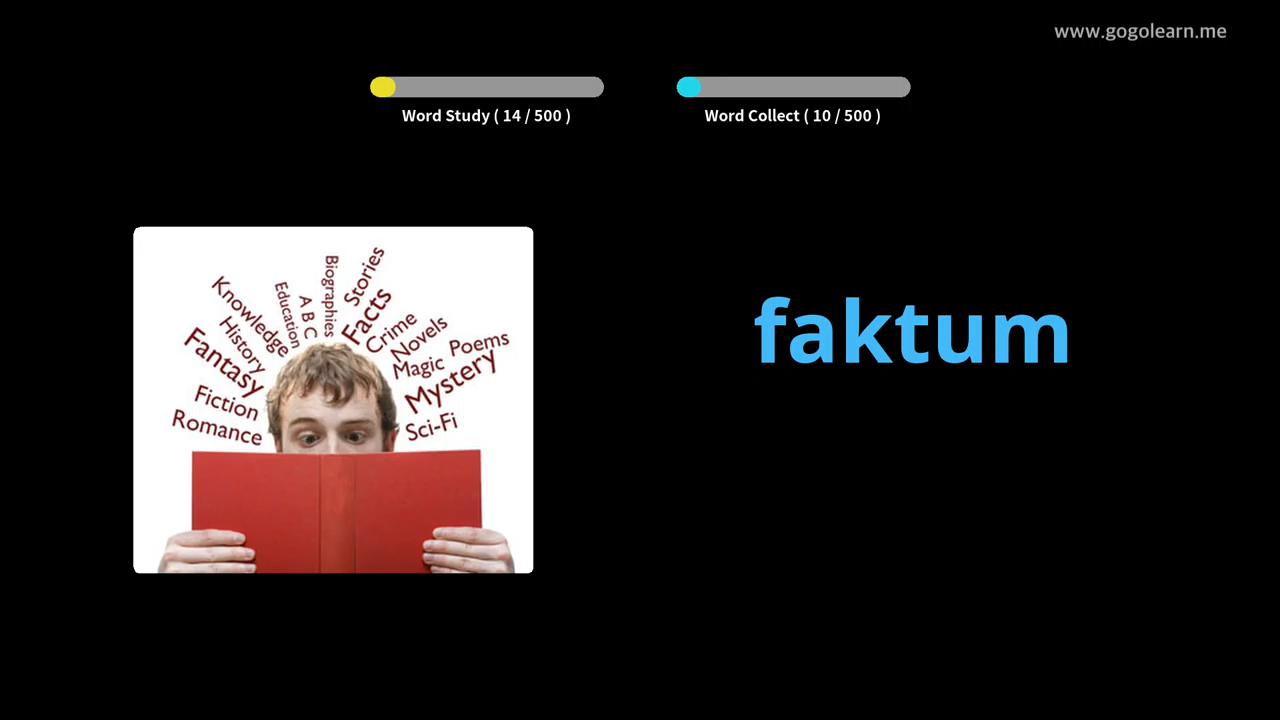 www.gogolearn.me
Word Study ( 14 / 500 )
Word Collect ( 10 / 500 )
Knowledge
History
Fantasy
Fiction
Romance
Education
A B C
Biographies
Stories
Facts
Crime
Novels
Magic
Poems
Mystery
Sci-Fi
faktum